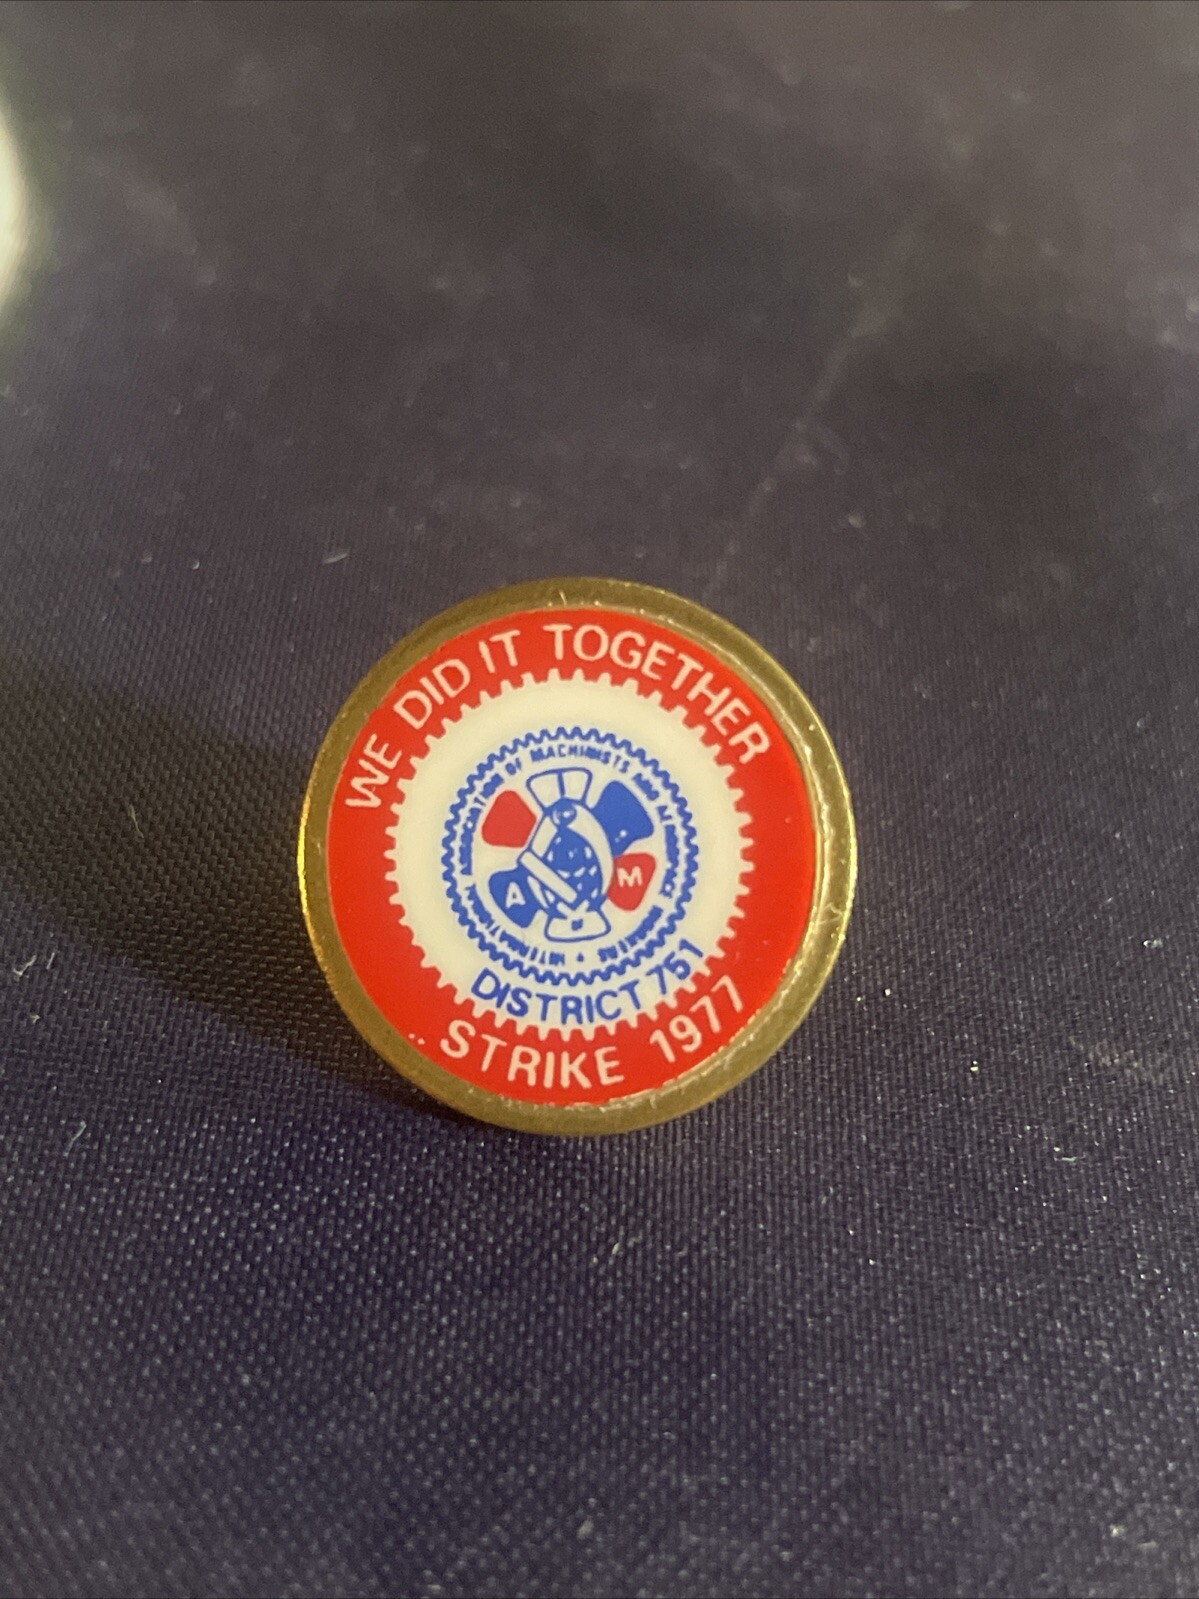 WE DID IT TOGETHER
INTERNATIONAL ASSOCIATION OF MACHINISTS AND AEROSPACE WORKERS
A
M
DISTRICT 751
STRIKE 1977